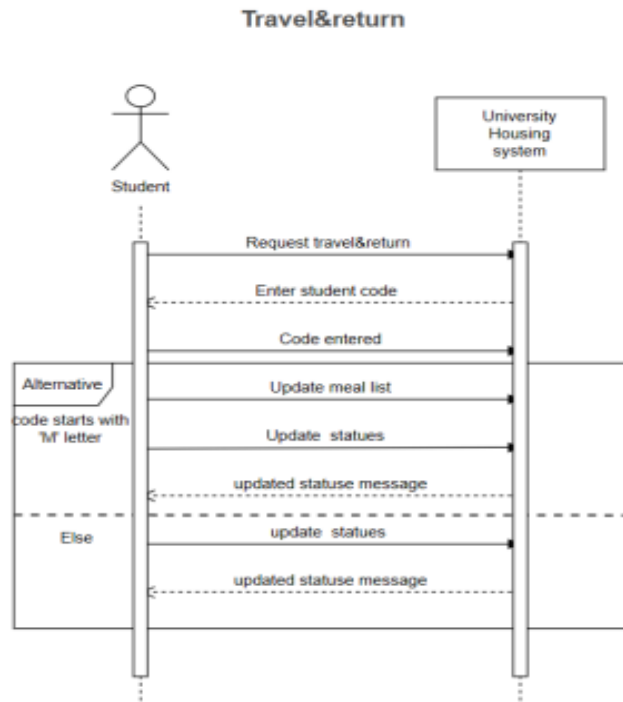 Travel&return
University
Housing
system
Student
Request travel&return
Enter student code
Code entered
Alternative
Update meal list
code starts with
'M' letter
Update statues
updated statuse message
Else
update statues
updated statuse message